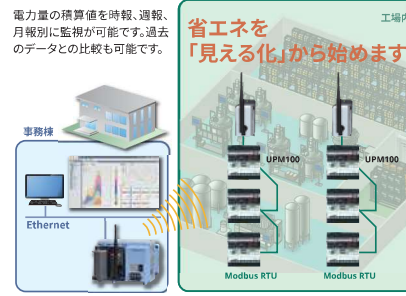 電力量の積算値を時報、週報、
月報別に監視が可能です。過去
のデータとの比較も可能です。
工場内
省エネを
「見える化」から始めます
事務棟
Ethernet
UPM100
UPM100
Modbus RTU
Modbus RTU